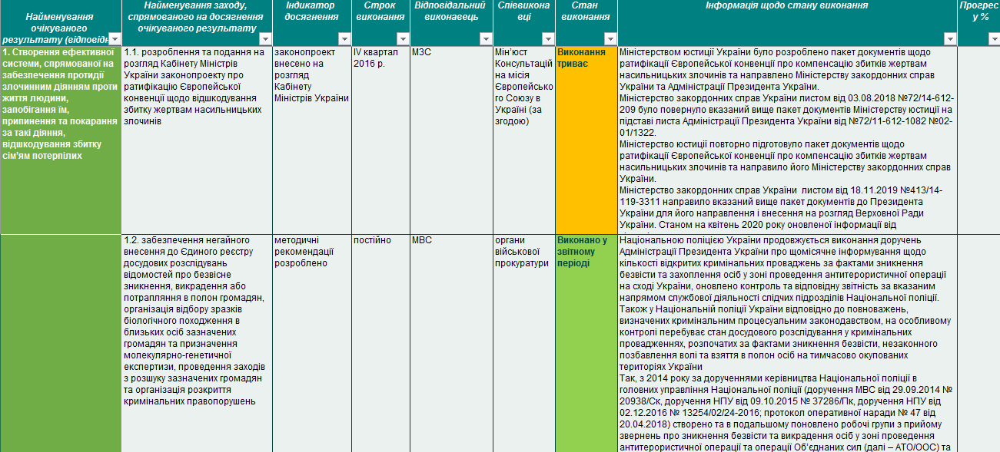 Найменування
очікуваного
результату (відповідн
Найменування заходу,
спрямованого на досягнення
очікуваного результату
Індикатор
досягнення
Строк
виконання
Відповідальний
виконавець
Співвикона
вці
Стан
виконання
Інформація щодо стану виконання
Прогрес
у %
1. Створення ефективної
системи, спрямованої на
забезпечення протидії
злочинним діянням проти
життя людини,
запобігання їм,
припинення та покарання
за такі діяння,
відшкодування збитку
сім'ям потерпілих
1.1. розроблення та подання на
розгляд Кабінету Міністрів
України законопроекту про
ратифікацію Європейської
конвенції щодо відшкодування
збитку жертвам насильницьких
злочинів
законопроект
внесено на
розгляд
Кабінету
Міністрів України
IV квартал
2016 р.
МЗС
Мін’юст
Консультацій
на місія
Європейсько
го Союзу в
Україні (за
згодою)
Виконання
триває
Міністерством юстиції України було розроблено пакет документів щодо
ратифікації Європейської конвенції про компенсацію збитків жертвам
насильницьких злочинів та направлено Міністерству закордонних справ
України та Адміністрації Президента України.
Міністерство закордонних справ України листом від 03.08.2018 №72/14-612-
209 було повернуло вказаний вище пакет документів Міністерству юстиції на
підставі листа Адміністрації Президента України від №72/11-612-1082 №02-
01/1322.
Міністерство юстиції повторно підготувуло пакет документів щодо
ратифікації Європейської конвенції про компенсацію збитків жертвам
насильницьких злочинів та направило його Міністерству закордонних справ
України.
Міністерство закордонних справ України  листом від 18.11.2019 №413/14-
119-3311 направило вказаний вище пакет документів до Президента
України для його направлення і внесення на розгляд Верховної Ради
України. Станом на квітень 2020 року оновленої інформації від
1.2. забезпечення негайного
внесення до Єдиного реєстру
досудових розслідувань
відомостей про безвісне
зникнення, викрадення або
потрапляння в полон громадян,
організація відбору зразків
біологічного походження в
близьких осіб зазначених
громадян та призначення
молекулярно-генетичної
експертизи, проведення заходів
з розшуку зазначених громадян
та організація розкриття
кримінальних правопорушень
методичні
рекомендації
розроблено
постійно
МВС
органи
військової
прокуратури
Виконано у
звітному
періоді
Національною поліцією України продовжується виконання доручень
Адміністрації Президента України про щомісячне інформування щодо
кількості відкритих кримінальних проваджень за фактами зникнення
безвісти та захоплення осіб у зоні проведення антитерористичної операції
на сході України, оновлено контроль та відповідну звітність за вказаним
напрямом службової діяльності слідчих підрозділів Національної поліції.
Також у Національній поліції України відповідно до повноважень,
визначених кримінальним процесуальним законодавством, на особливому
контролі перебуває стан досудового розслідування у кримінальних
провадженнях, розпочатих за фактами зникнення безвісти, незаконного
позбавлення волі та взяття в полон осіб на тимчасово окупованих
територіях України
Так, з 2014 року за дорученнями керівництва Національної поліції в
головних управління Національної поліції (доручення МВС від 29.09.2014 №
20938/Ск, доручення НПУ від 09.10.2015 № 37286/Пк, доручення НПУ від
02.12.2016 № 13254/02/24-2016; протокол оперативної наради № 47 від
20.04.2018) створено та в подальшому поновлено робочі групи з прийому
звернень про зникнення безвісти та викрадення осіб у зоні проведення
антитерористичної операції та операції Об’єднаних сил (далі – АТО/ООС) та